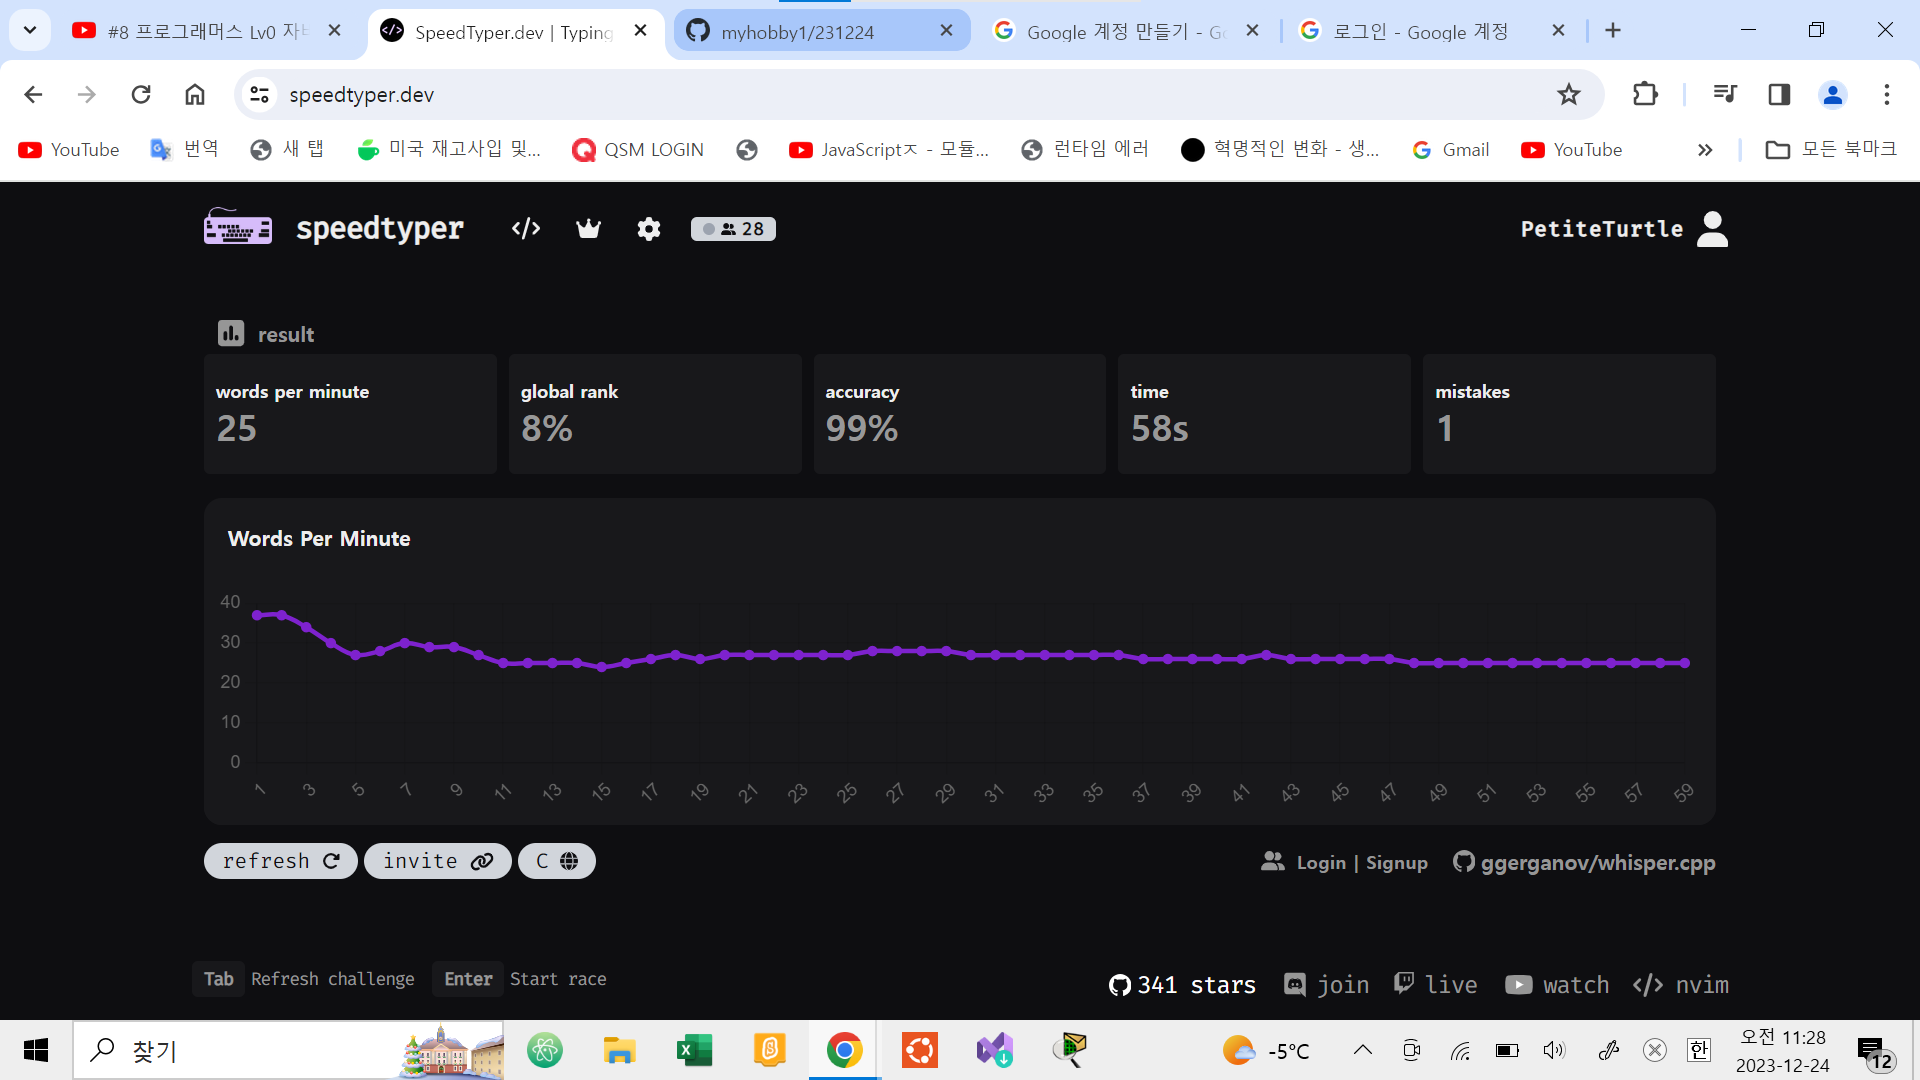 #8 프로그래머스 Lv0 자바
SpeedTyper.dev | Typing
myhobby1/231224
Google 계정 만들기 - Go
로그인 - Google 계정
speedtyper.dev
YouTube
번역
새 탭
미국 재고사입 및...
QSM LOGIN
JavaScriptㅈ - 모듈...
런타임 에러
혁명적인 변화 - 생...
Gmail
YouTube
모든 북마크
speedtyper
28
PetiteTurtle
result
words per minute
25
global rank
8%
accuracy
99%
time
58s
mistakes
1
Words Per Minute
40
30
20
10
0
1 3 5 7 9 11 13 15 17 19 21 23 25 27 29 31 33 35 37 39 41 43 45 47 49 51 53 55 57 59
refresh
invite
C
Login | Signup
ggerganov/whisper.cpp
Tab Refresh challenge
Enter Start race
341 stars
join
live
watch
nvim
찾기
-5°C
한
오전 11:28
2023-12-24
12